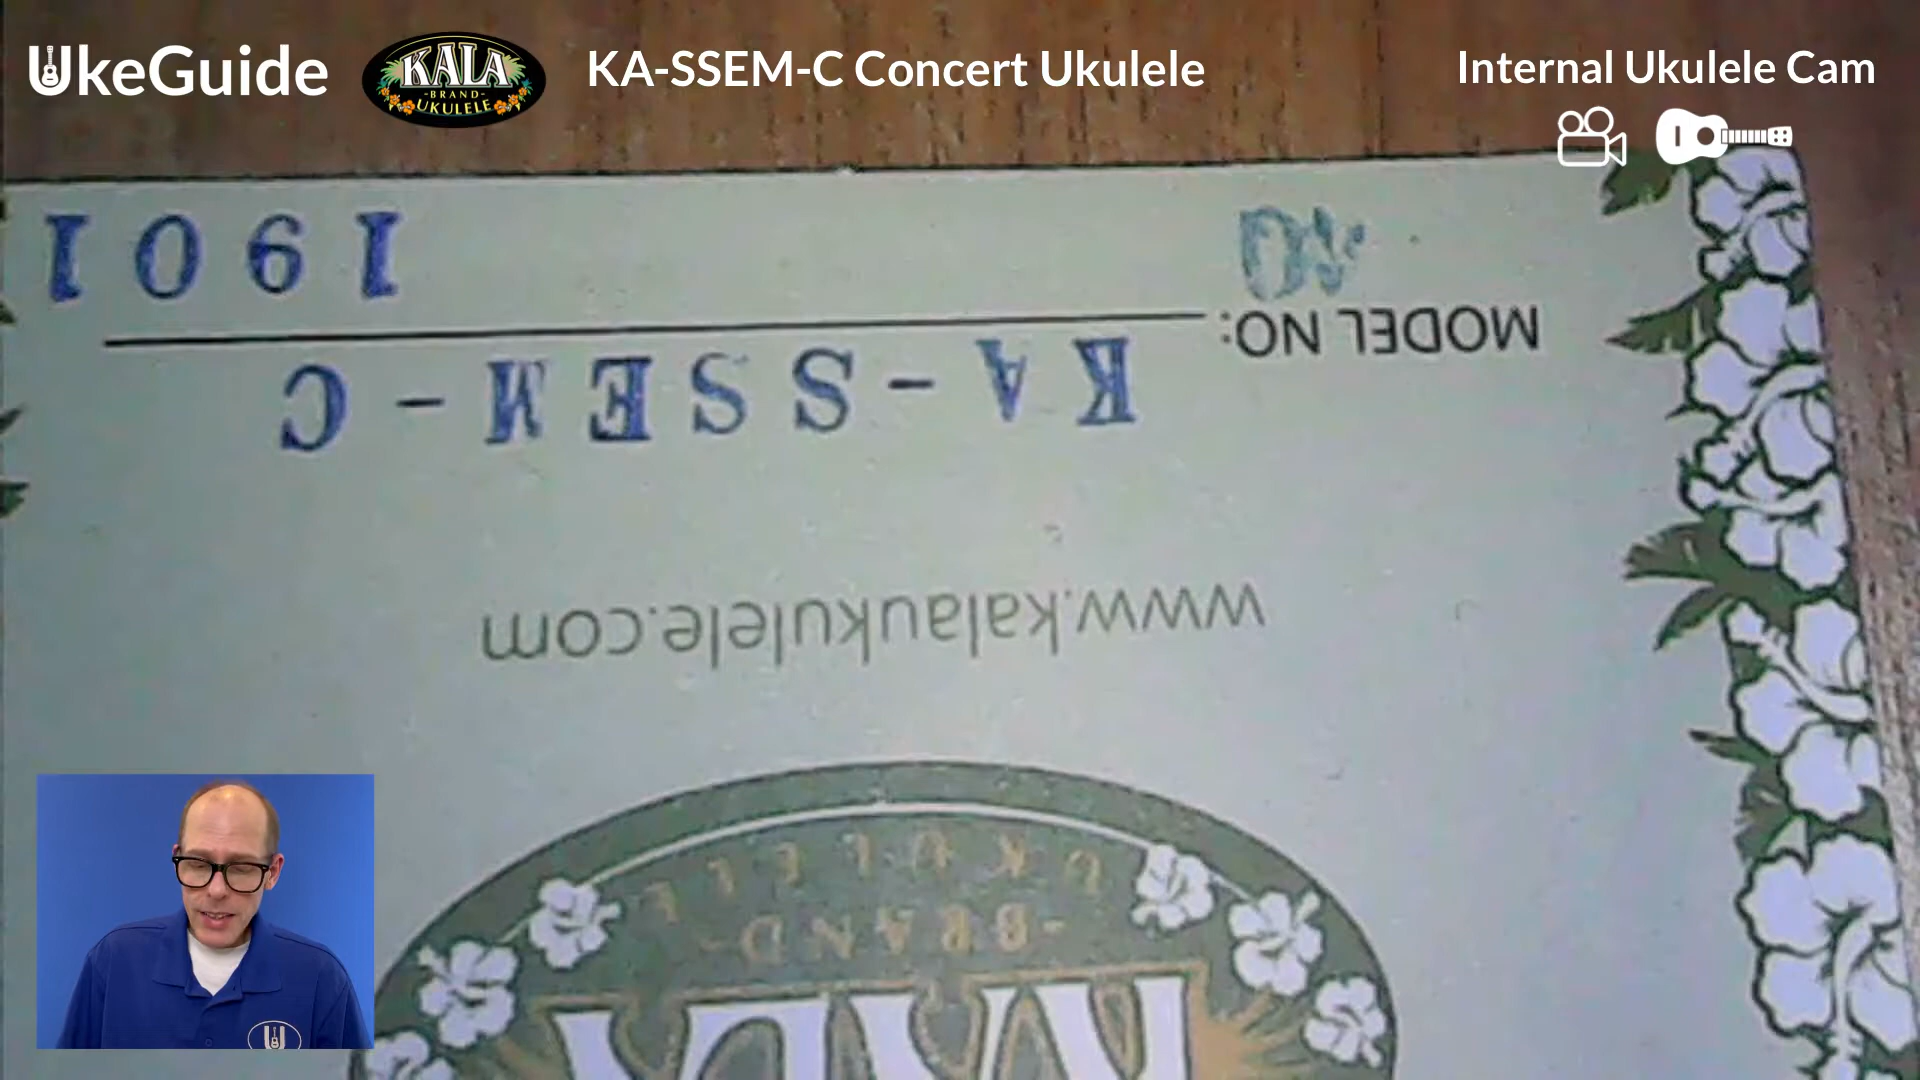 UkeGuide
KALA
-BRAND-
UKULELE
KA-SSEM-C Concert Ukulele
Internal Ukulele Cam
KALA
-BRAND-
UKULELE
www.kalaukulele.com
MODEL NO: KA-SSEM-C
1901
U